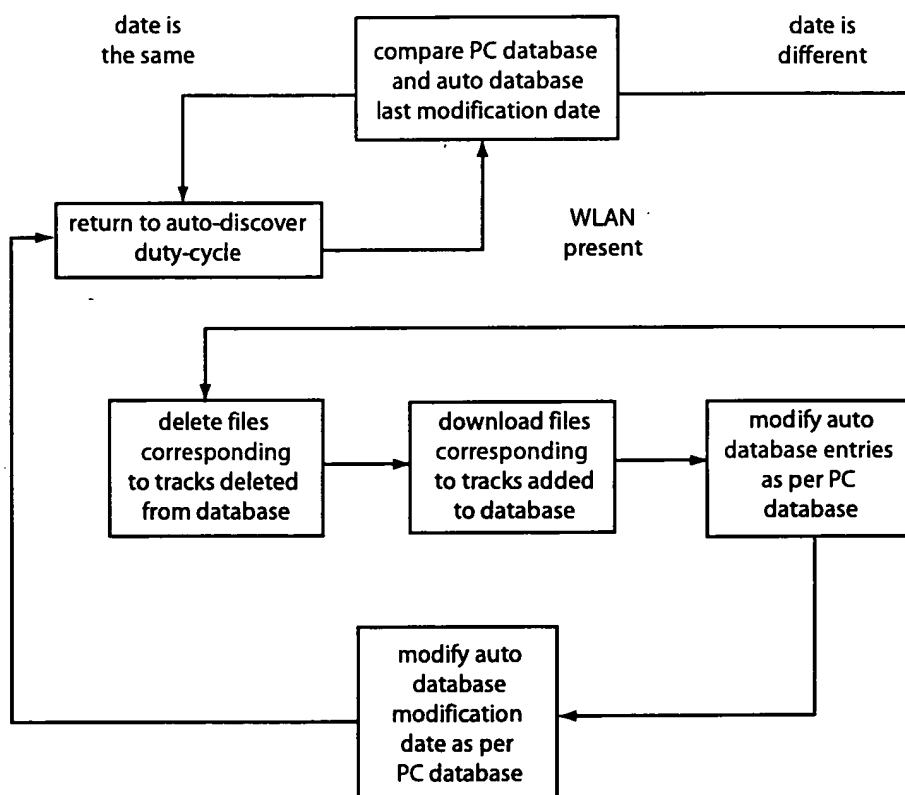 date is
the same
compare PC database
and auto database
last modification date
date is
different
return to auto-discover
duty-cycle
WLAN
present
delete files
corresponding
to tracks deleted
from database
download files
corresponding
to tracks added
to database
modify auto
database entries
as per PC
database
modify auto
database
modification
date as per
PC database